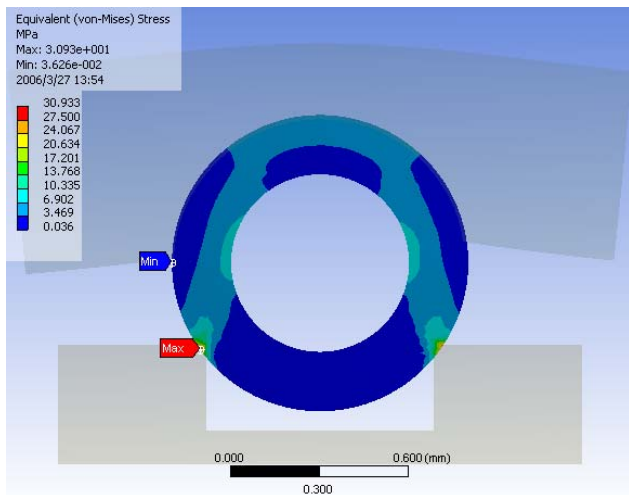 Equivalent (von-Mises) Stress
MPa
Max: 3.093e+001
Min: 3.626e-002
2006/3/27 13:54
30.933
27.500
24.067
20.634
17.201
13.768
10.335
6.902
3.469
0.036
Min
Max
0.000 0.600 (mm)
0.300